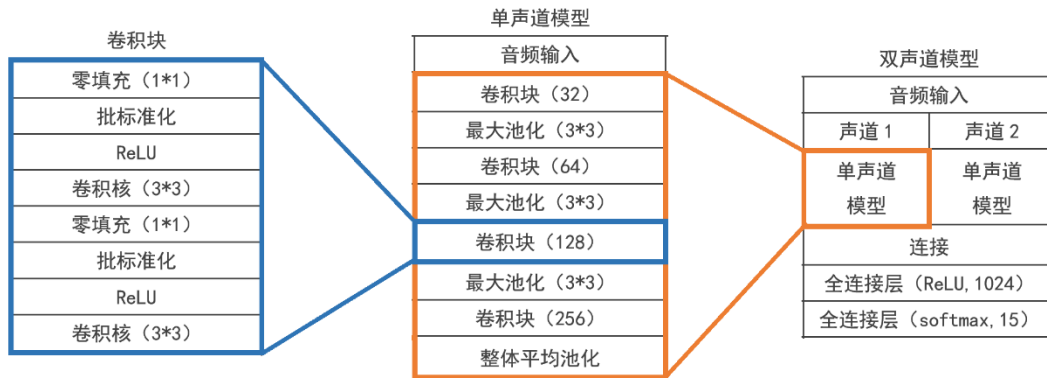 卷积块
零填充（1*1）
批标准化
ReLU
卷积核（3*3）
零填充（1*1）
批标准化
ReLU
卷积核（3*3）
单声道模型
音频输入
卷积块（32）
最大池化（3*3）
卷积块（64）
最大池化（3*3）
卷积块（128）
最大池化（3*3）
卷积块（256）
整体平均池化
双声道模型
音频输入
声道1
声道2
单声道
模型
单声道
模型
连接
全连接层（ReLU,1024）
全连接层（softmax,15）